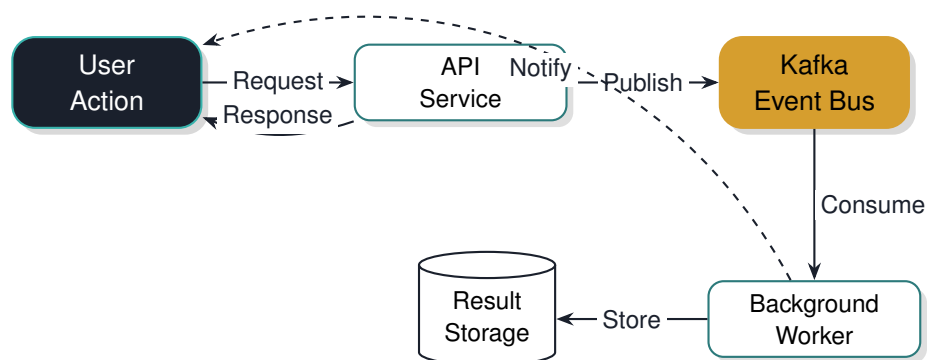 User
Action
Request
Response
API
Service
Notify
Publish
Kafka
Event Bus
Consume
Result
Storage
Store
Background
Worker